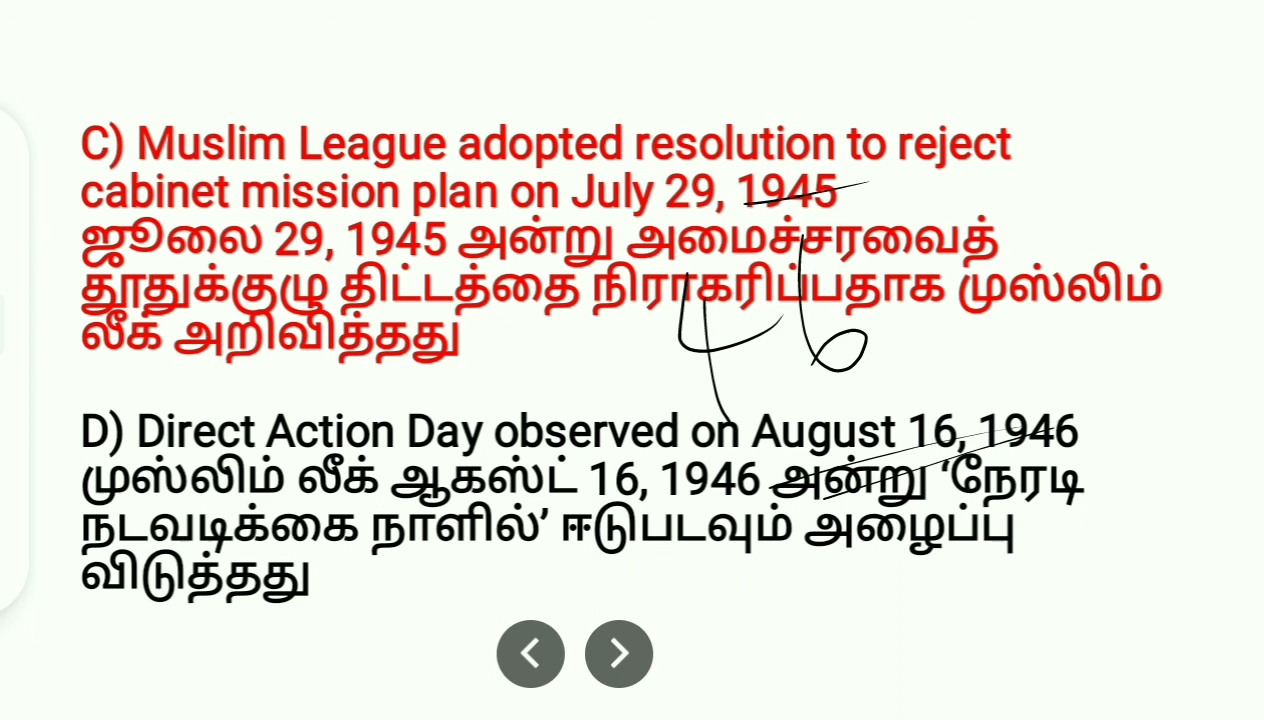 C) Muslim League adopted resolution to reject
cabinet mission plan on July 29, 1945
ஜூலை 29, 1945 அன்று அமைச்சரவைத்
தூதுக்குழு திட்டத்தை நிராகரிப்பதாக முஸ்லிம்
லீக் அறிவித்தது
46
D) Direct Action Day observed on August 16, 1946
முஸ்லிம் லீக் ஆகஸ்ட் 16, 1946 அன்று ‘நேரடி
நடவடிக்கை நாளில்’ ஈடுபடவும் அழைப்பு
விடுத்தது